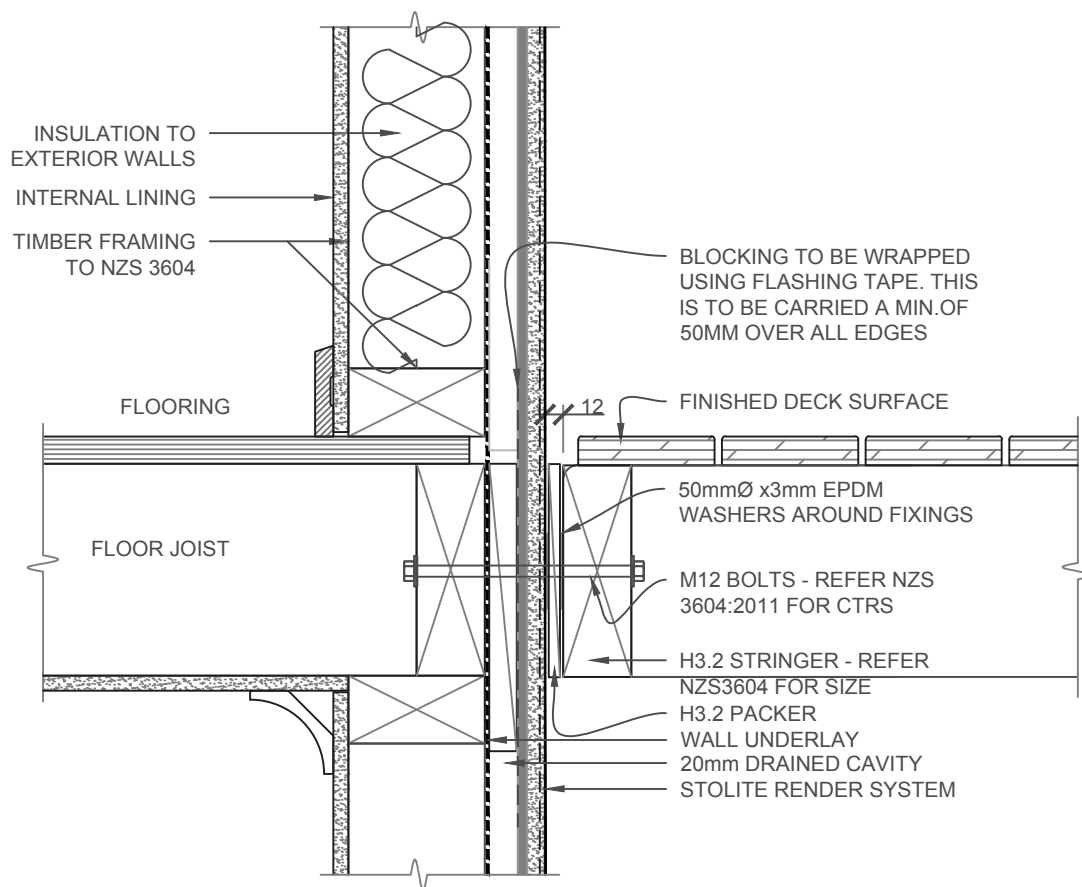 INSULATION TO
EXTERIOR WALLS
INTERNAL LINING
TIMBER FRAMING
TO NZS 3604
FLOORING
FLOOR JOIST
BLOCKING TO BE WRAPPED
USING FLASHING TAPE. THIS
IS TO BE CARRIED A MIN.OF
50MM OVER ALL EDGES
12
FINISHED DECK SURFACE
50mmØ x3mm EPDM
WASHERS AROUND FIXINGS
M12 BOLTS - REFER NZS
3604:2011 FOR CTRS
H3.2 STRINGER - REFER
NZS3604 FOR SIZE
H3.2 PACKER
WALL UNDERLAY
20mm DRAINED CAVITY
STOLITE RENDER SYSTEM